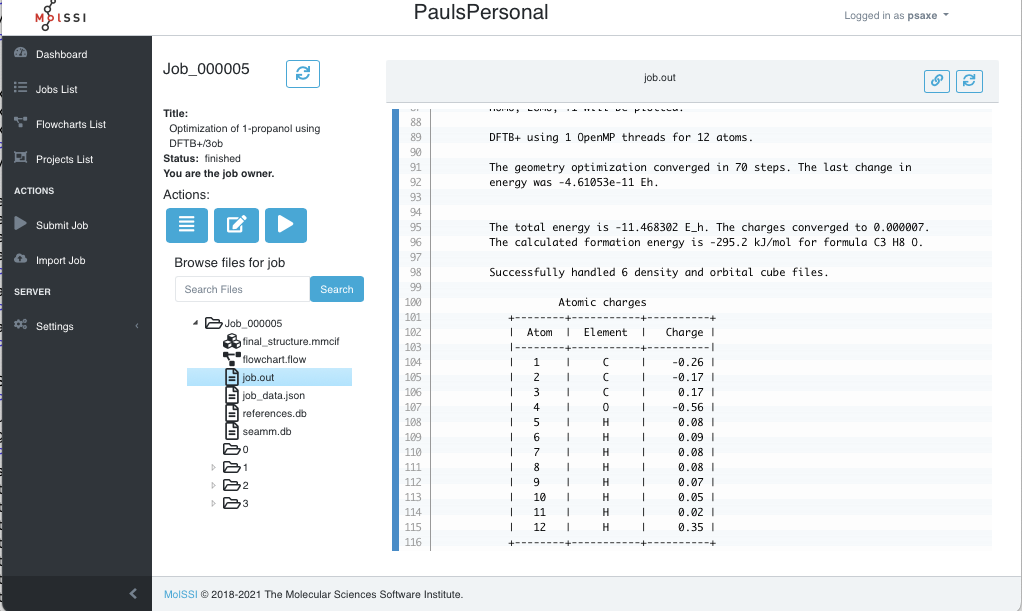 MolSSI
PaulsPersonal
Logged in as psaxe
Dashboard
Jobs List
Flowcharts List
Projects List
ACTIONS
Submit Job
Import Job
SERVER
Settings
Job_000005
Title:
Optimization of 1-propanol using
DFTB+/3ob
Status: finished
You are the job owner.
Actions:
Browse files for job
Search Files
Search
Job_000005
final_structure.mmcif
flowchart.flow
job.out
job_data.json
references.db
seamm.db
0
1
2
3
job.out
88
89 DFTB+ using 1 OpenMP threads for 12 atoms.
90
91 The geometry optimization converged in 70 steps. The last change in
92 energy was -4.61053e-11 Eh.
93
94
95 The total energy is -11.468302 E_h. The charges converged to 0.000007.
96 The calculated formation energy is -295.2 kJ/mol for formula C3 H8 O.
97
98 Successfully handled 6 density and orbital cube files.
99
100 Atomic charges
101 +--------+-----------+----------+
102 | Atom | Element | Charge |
103 |--------+-----------+----------|
104 | 1 | C | -0.26 |
105 | 2 | C | -0.17 |
106 | 3 | C | 0.17 |
107 | 4 | O | -0.56 |
108 | 5 | H | 0.08 |
109 | 6 | H | 0.09 |
110 | 7 | H | 0.08 |
111 | 8 | H | 0.08 |
112 | 9 | H | 0.07 |
113 | 10 | H | 0.05 |
114 | 11 | H | 0.02 |
115 | 12 | H | 0.35 |
116 +--------+-----------+----------+
MolSSI © 2018-2021 The Molecular Sciences Software Institute.